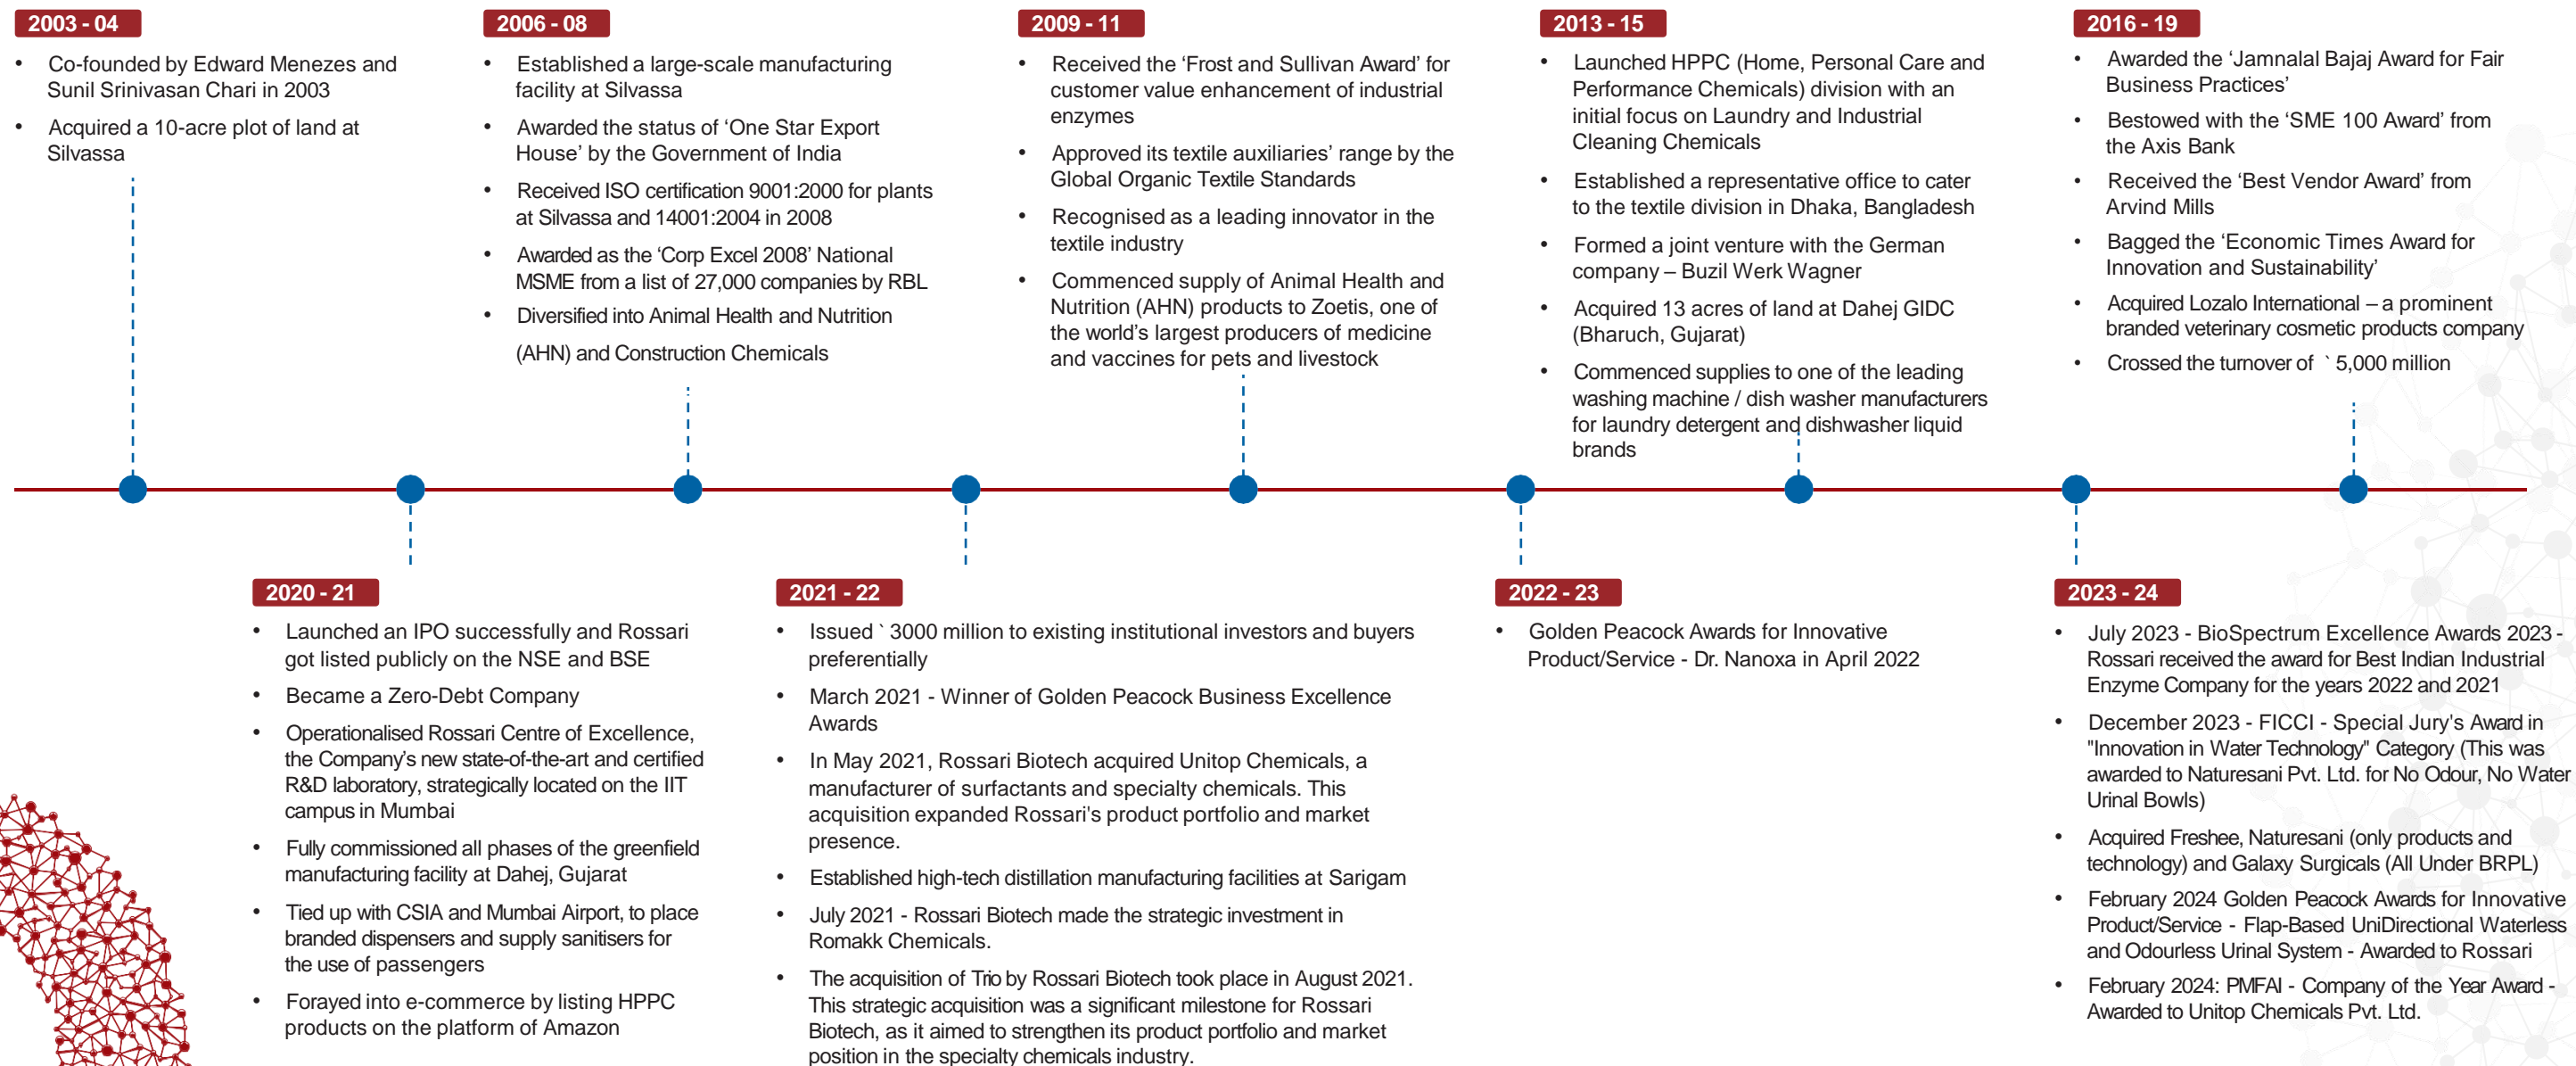 2003 - 04
• Co-founded by Edward Menezes and
Sunil Srinivasan Chari in 2003
• Acquired a 10-acre plot of land at
Silvassa
2006 - 08
• Established a large-scale manufacturing
facility at Silvassa
• Awarded the status of ‘One Star Export
House’ by the Government of India
• Received ISO certification 9001:2000 for plants
at Silvassa and 14001:2004 in 2008
• Awarded as the ‘Corp Excel 2008’ National
MSME from a list of 27,000 companies by RBL
• Diversified into Animal Health and Nutrition
(AHN) and Construction Chemicals
2009 - 11
• Received the ‘Frost and Sullivan Award’ for
customer value enhancement of industrial
enzymes
• Approved its textile auxiliaries’ range by the
Global Organic Textile Standards
• Recognised as a leading innovator in the
textile industry
• Commenced supply of Animal Health and
Nutrition (AHN) products to Zoetis, one of
the world’s largest producers of medicine
and vaccines for pets and livestock
2013 - 15
• Launched HPPC (Home, Personal Care and
Performance Chemicals) division with an
initial focus on Laundry and Industrial
Cleaning Chemicals
• Established a representative office to cater
to the textile division in Dhaka, Bangladesh
• Formed a joint venture with the German
company – Buzil Werk Wagner
• Acquired 13 acres of land at Dahej GIDC
(Bharuch, Gujarat)
• Commenced supplies to one of the leading
washing machine / dish washer manufacturers
for laundry detergent and dishwasher liquid
brands
2016 - 19
• Awarded the ‘Jamnalal Bajaj Award for Fair
Business Practices’
• Bestowed with the ‘SME 100 Award’ from
the Axis Bank
• Received the ‘Best Vendor Award’ from
Arvind Mills
• Bagged the ‘Economic Times Award for
Innovation and Sustainability’
• Acquired Lozalo International – a prominent
branded veterinary cosmetic products company
• Crossed the turnover of ` 5,000 million
2020 - 21
• Launched an IPO successfully and Rossari
got listed publicly on the NSE and BSE
• Became a Zero-Debt Company
• Operationalised Rossari Centre of Excellence,
the Company’s new state-of-the-art and certified
R&D laboratory, strategically located on the IIT
campus in Mumbai
• Fully commissioned all phases of the greenfield
manufacturing facility at Dahej, Gujarat
• Tied up with CSIA and Mumbai Airport, to place
branded dispensers and supply sanitisers for
the use of passengers
• Forayed into e-commerce by listing HPPC
products on the platform of Amazon
2021 - 22
• Issued ` 3000 million to existing institutional investors and buyers
preferentially
• March 2021 - Winner of Golden Peacock Business Excellence
Awards
• In May 2021, Rossari Biotech acquired Unitop Chemicals, a
manufacturer of surfactants and specialty chemicals. This
acquisition expanded Rossari's product portfolio and market
presence.
• Established high-tech distillation manufacturing facilities at Sarigam
• July 2021 - Rossari Biotech made the strategic investment in
Romakk Chemicals.
• The acquisition of Trio by Rossari Biotech took place in August 2021.
This strategic acquisition was a significant milestone for Rossari
Biotech, as it aimed to strengthen its product portfolio and market
position in the specialty chemicals industry.
2022 - 23
• Golden Peacock Awards for Innovative
Product/Service - Dr. Nanoxa in April 2022
2023 - 24
• July 2023 - BioSpectrum Excellence Awards 2023 -
Rossari received the award for Best Indian Industrial
Enzyme Company for the years 2022 and 2021
• December 2023 - FICCI - Special Jury's Award in
"Innovation in Water Technology" Category (This was
awarded to Naturesani Pvt. Ltd. for No Odour, No Water
Urinal Bowls)
• Acquired Freshee, Naturesani (only products and
technology) and Galaxy Surgicals (All Under BRPL)
• February 2024 Golden Peacock Awards for Innovative
Product/Service - Flap-Based UniDirectional Waterless
and Odourless Urinal System - Awarded to Rossari
• February 2024: PMFAI - Company of the Year Award -
Awarded to Unitop Chemicals Pvt. Ltd.